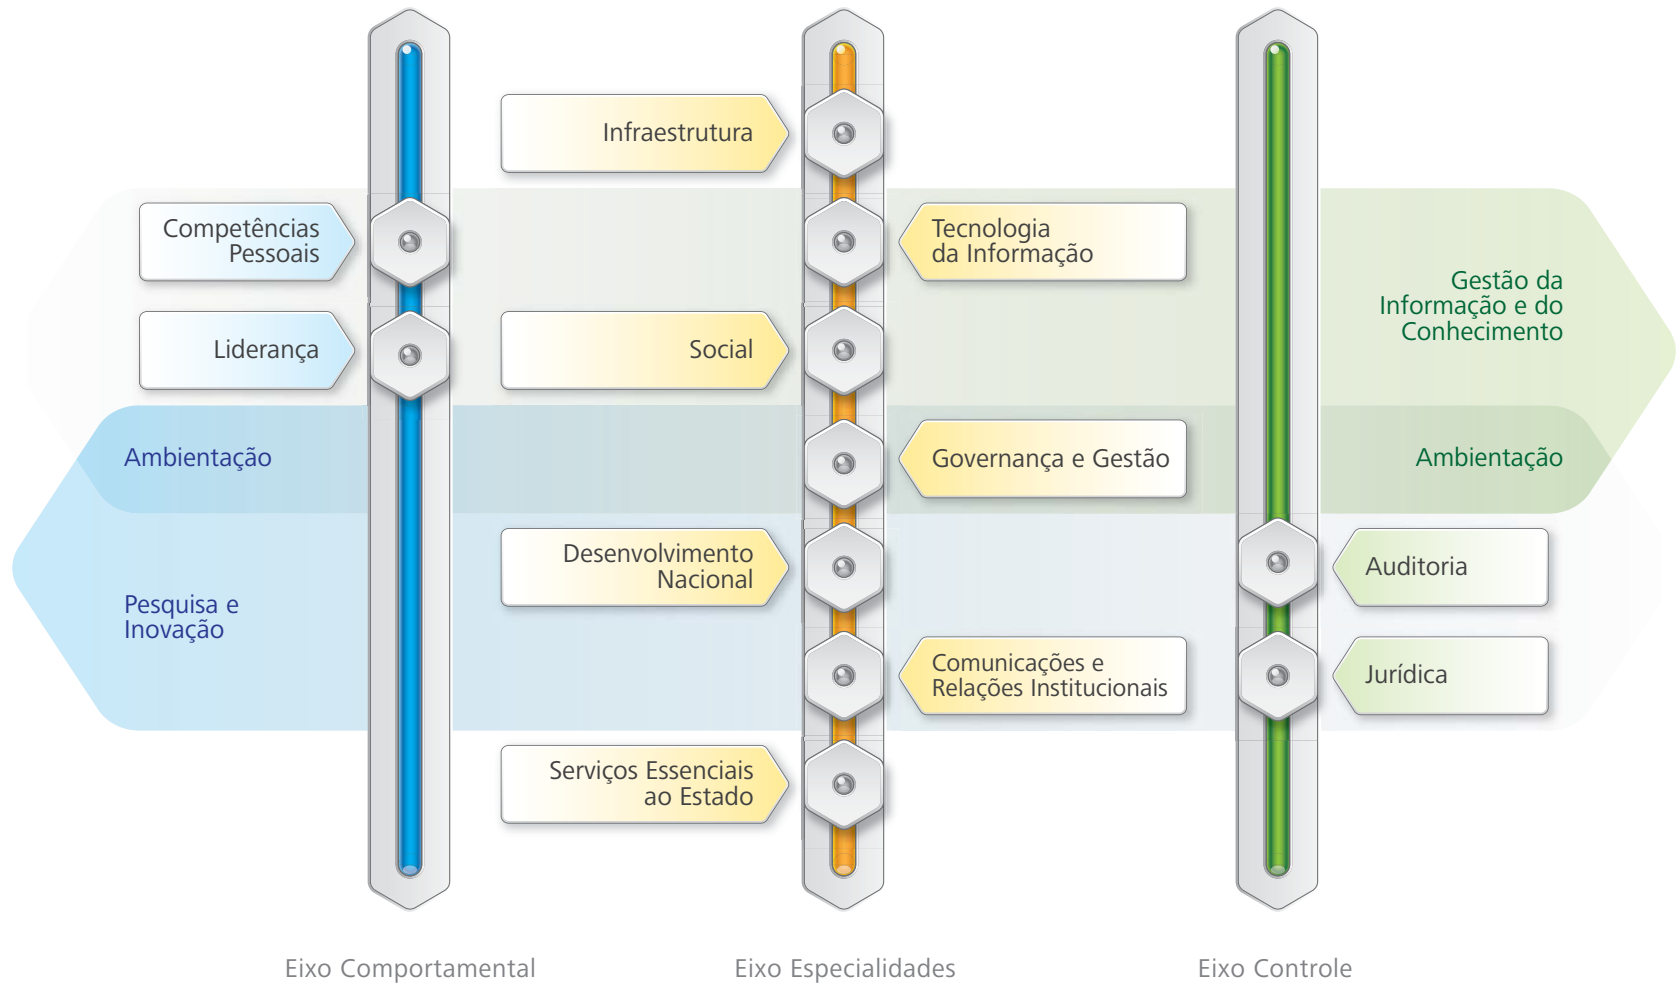 Infraestrutura
Competências
Pessoais
Tecnologia
da Informação
Gestão da
Informação e do
Conhecimento
Liderança
Social
Ambientação
Governança e Gestão
Ambientação
Desenvolvimento
Nacional
Auditoria
Pesquisa e
Inovação
Comunicações e
Relações Institucionais
Jurídica
Serviços Essenciais
ao Estado
Eixo Comportamental
Eixo Especialidades
Eixo Controle